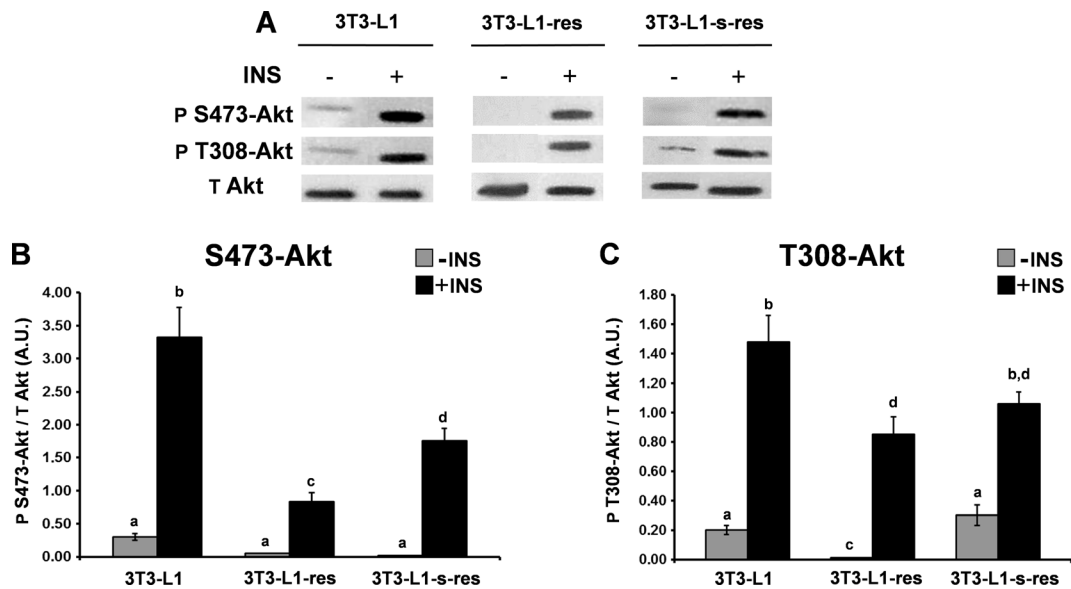 A
3T3-L1 3T3-L1-res 3T3-L1-s-res
INS - + - + - +
P S473-Akt
P T308-Akt
T Akt
B
S473-Akt
-INS
+INS
P S473-Akt / T Akt (A.U.)
4.00
3.50
3.00
2.50
2.00
1.50
1.00
0.50
0.00
a b a c a d
3T3-L1 3T3-L1-res 3T3-L1-s-res
C
T308-Akt
-INS
+INS
P T308-Akt / T Akt (A.U.)
1.80
1.60
1.40
1.20
1.00
0.80
0.60
0.40
0.20
0.00
a b c d a b,d
3T3-L1 3T3-L1-res 3T3-L1-s-res